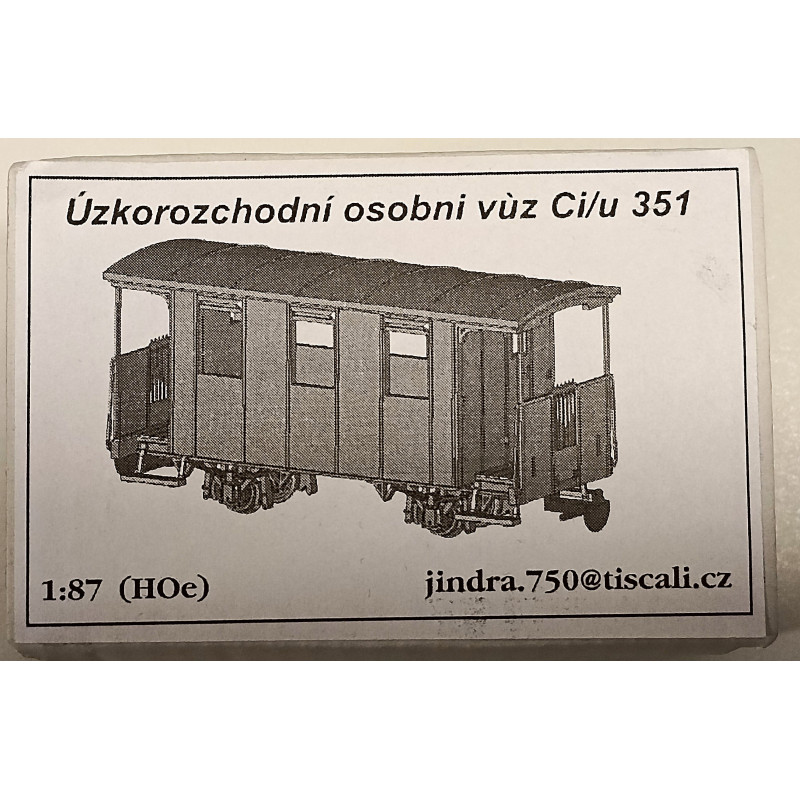 Úzkorozchodní osobni vùz Ci/u 351
1:87 (HOe)
jindra.750@tiscali.cz